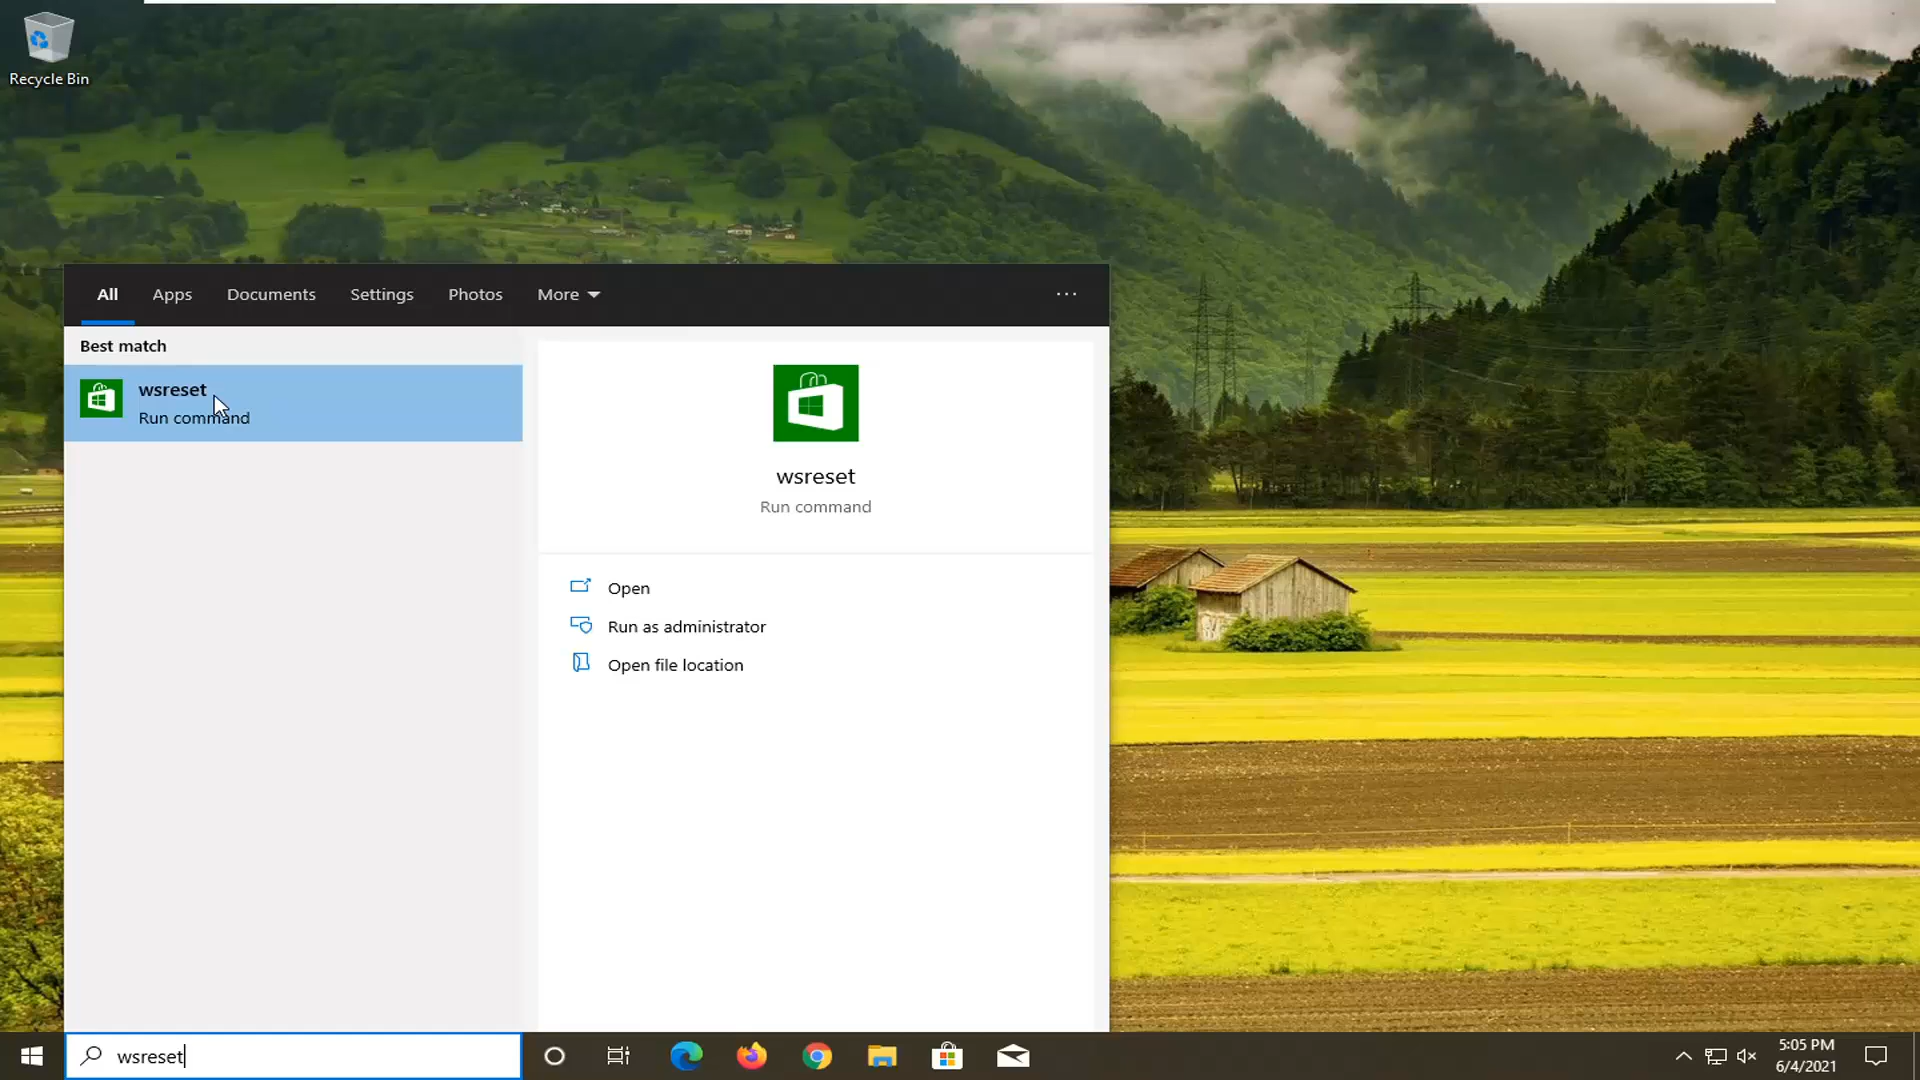 Recycle Bin
All Apps Documents Settings Photos More ...
Best match
wsreset
Run command
wsreset
Run command
Open
Run as administrator
Open file location
wsreset
5:05 PM
6/4/2021